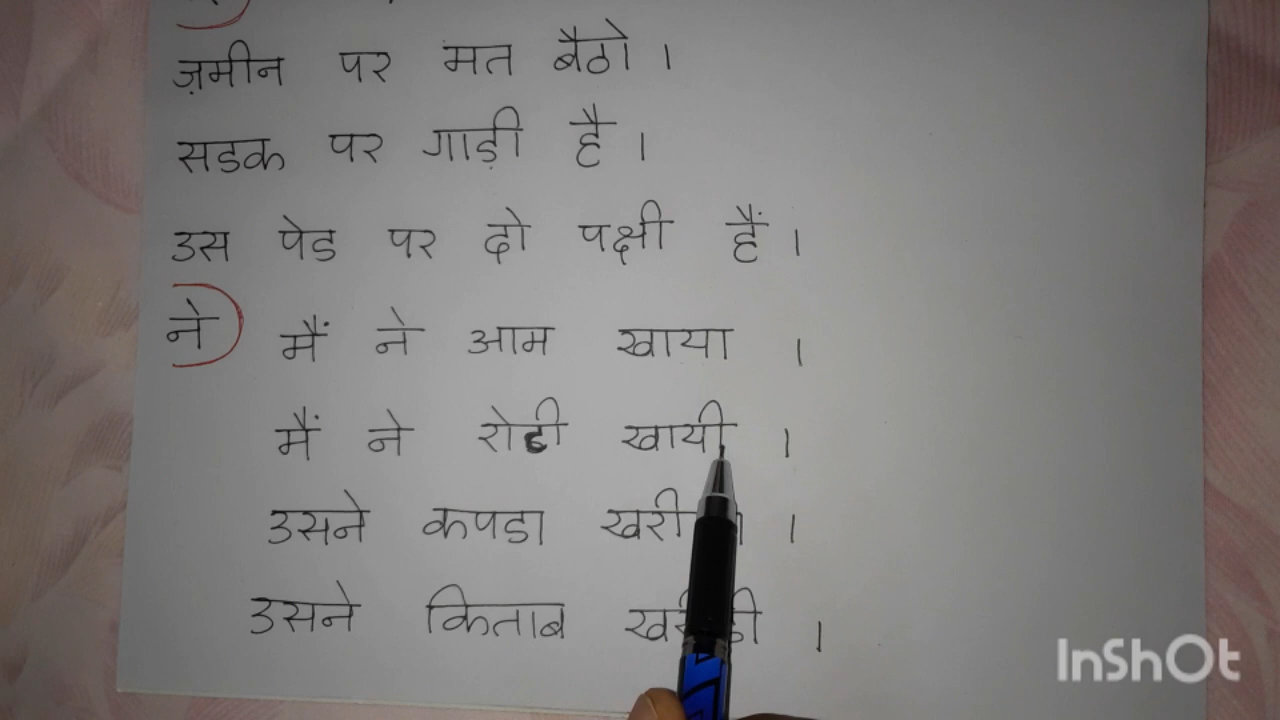 ज़मीन पर मत बैठो ।
सडक पर गाड़ी है ।
उस पेड पर दो पक्षी हैं ।
ने मैं ने आम खाया ।
मैं ने रोटी खायी ।
उसने कपडा ।
उसने किताब ।
InShOt